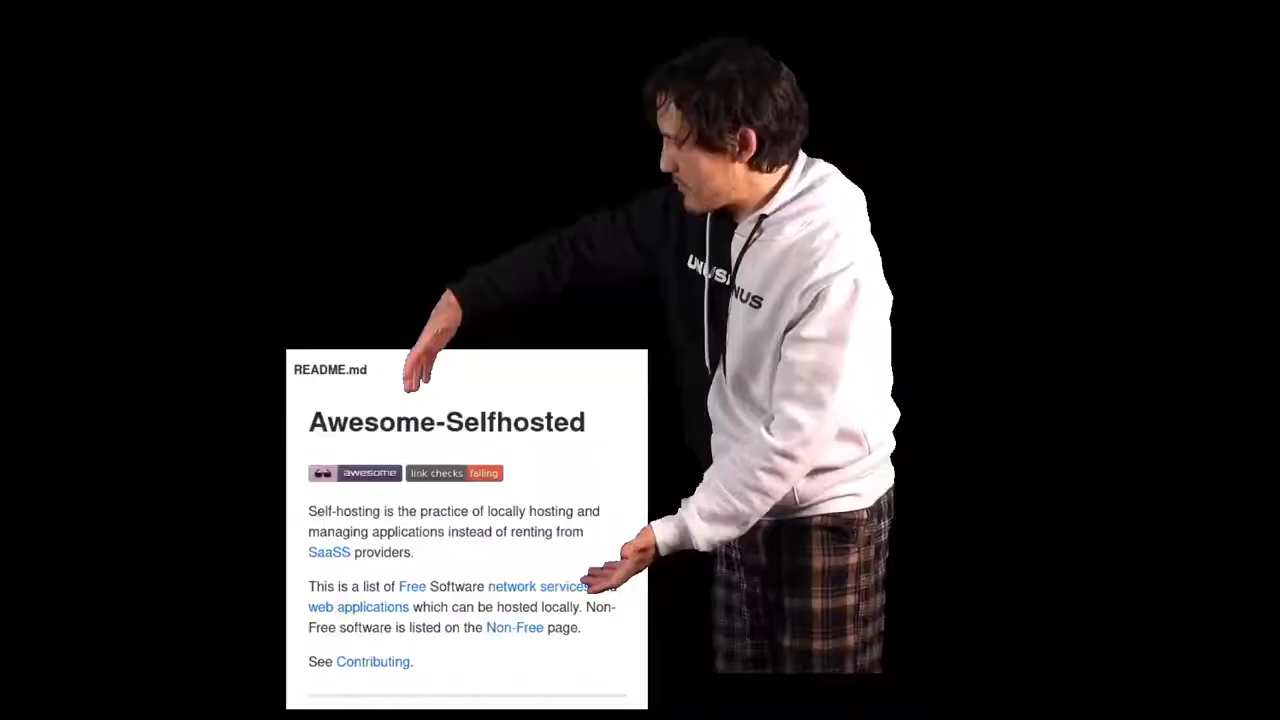 UNUS ANNUS
README.md
Awesome-Selfhosted
awesome link checks failing
Self-hosting is the practice of locally hosting and
managing applications instead of renting from
SaaSS providers.
This is a list of Free Software network services
web applications which can be hosted locally. Non-
Free software is listed on the Non-Free page.
See Contributing.